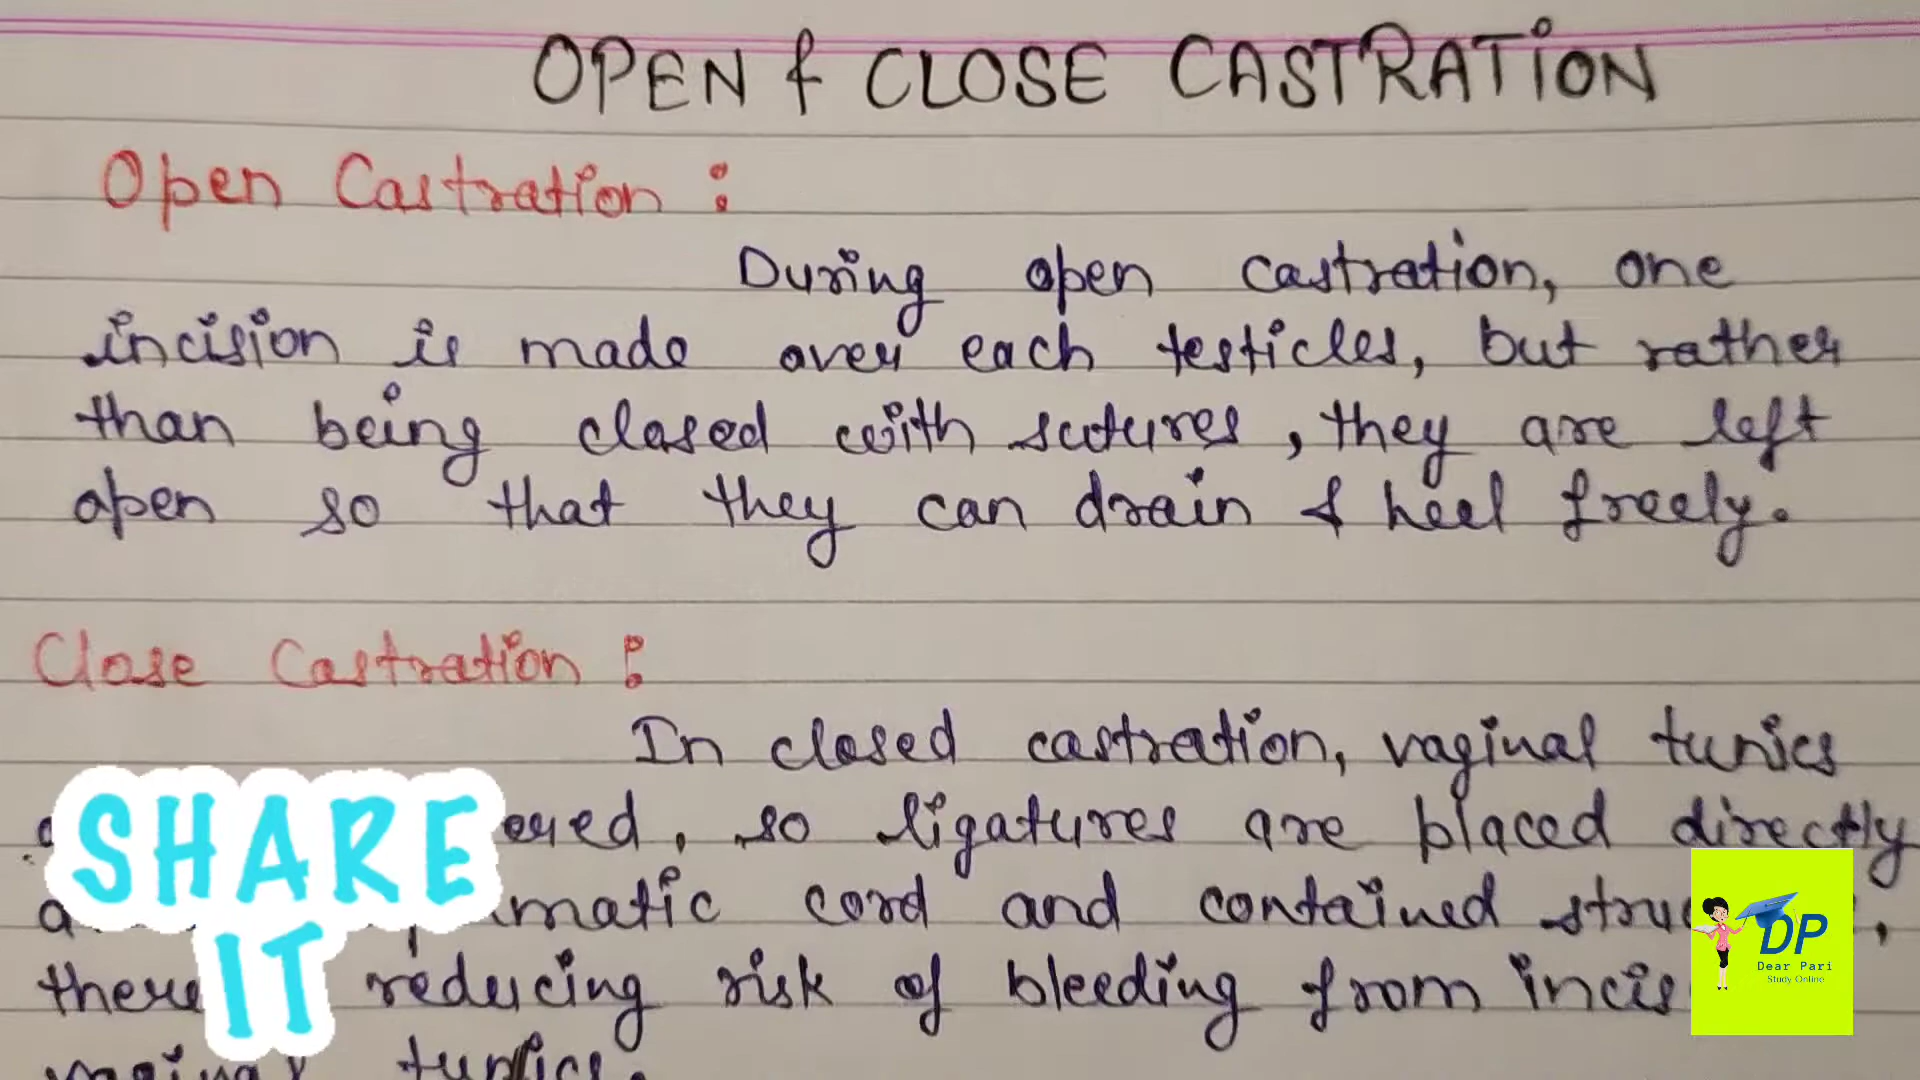 OPEN & CLOSE CASTRATION
Open Castration :
During open castration, one
incision is made over each testicles, but rather
than being closed with sutures, they are left
open so that they can drain & heel freely.
Close Castration :
In closed castration, vaginal tunics
ered, so ligatures are placed directly
matic cord and contained
reducing risk of bleeding from
tunics.
SHARE
IT
DP
Dear Pari
Study Online